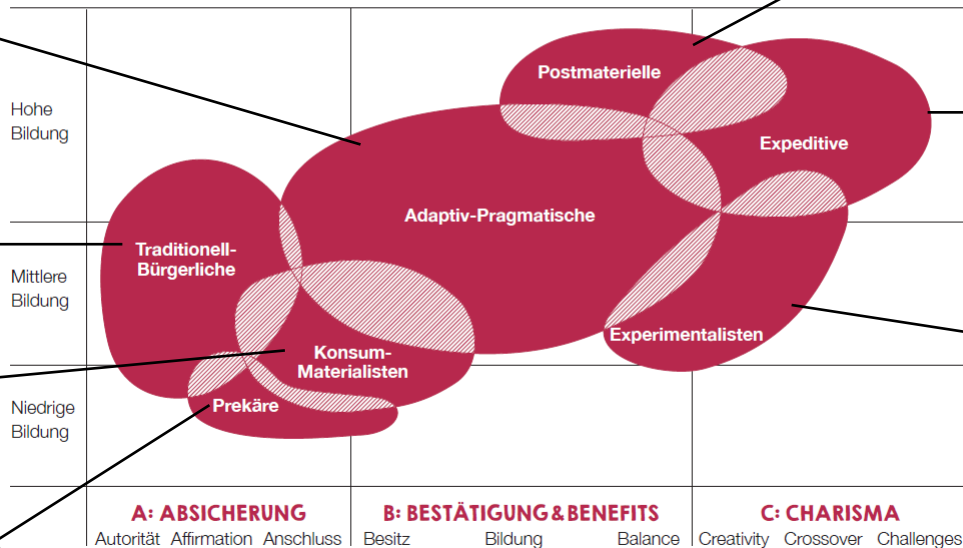 Postmaterielle
Hohe
Bildung
Expeditive
Adaptiv-Pragmatische
Traditionell-
Bürgerliche
Mittlere
Bildung
Experimentalisten
Konsum-
Materialisten
Prekäre
Niedrige
Bildung
A: ABSICHERUNG
B: BESTÄTIGUNG & BENEFITS
C: CHARISMA
Autorität Affirmation Anschluss
Besitz Bildung Balance
Creativity Crossover Challenges